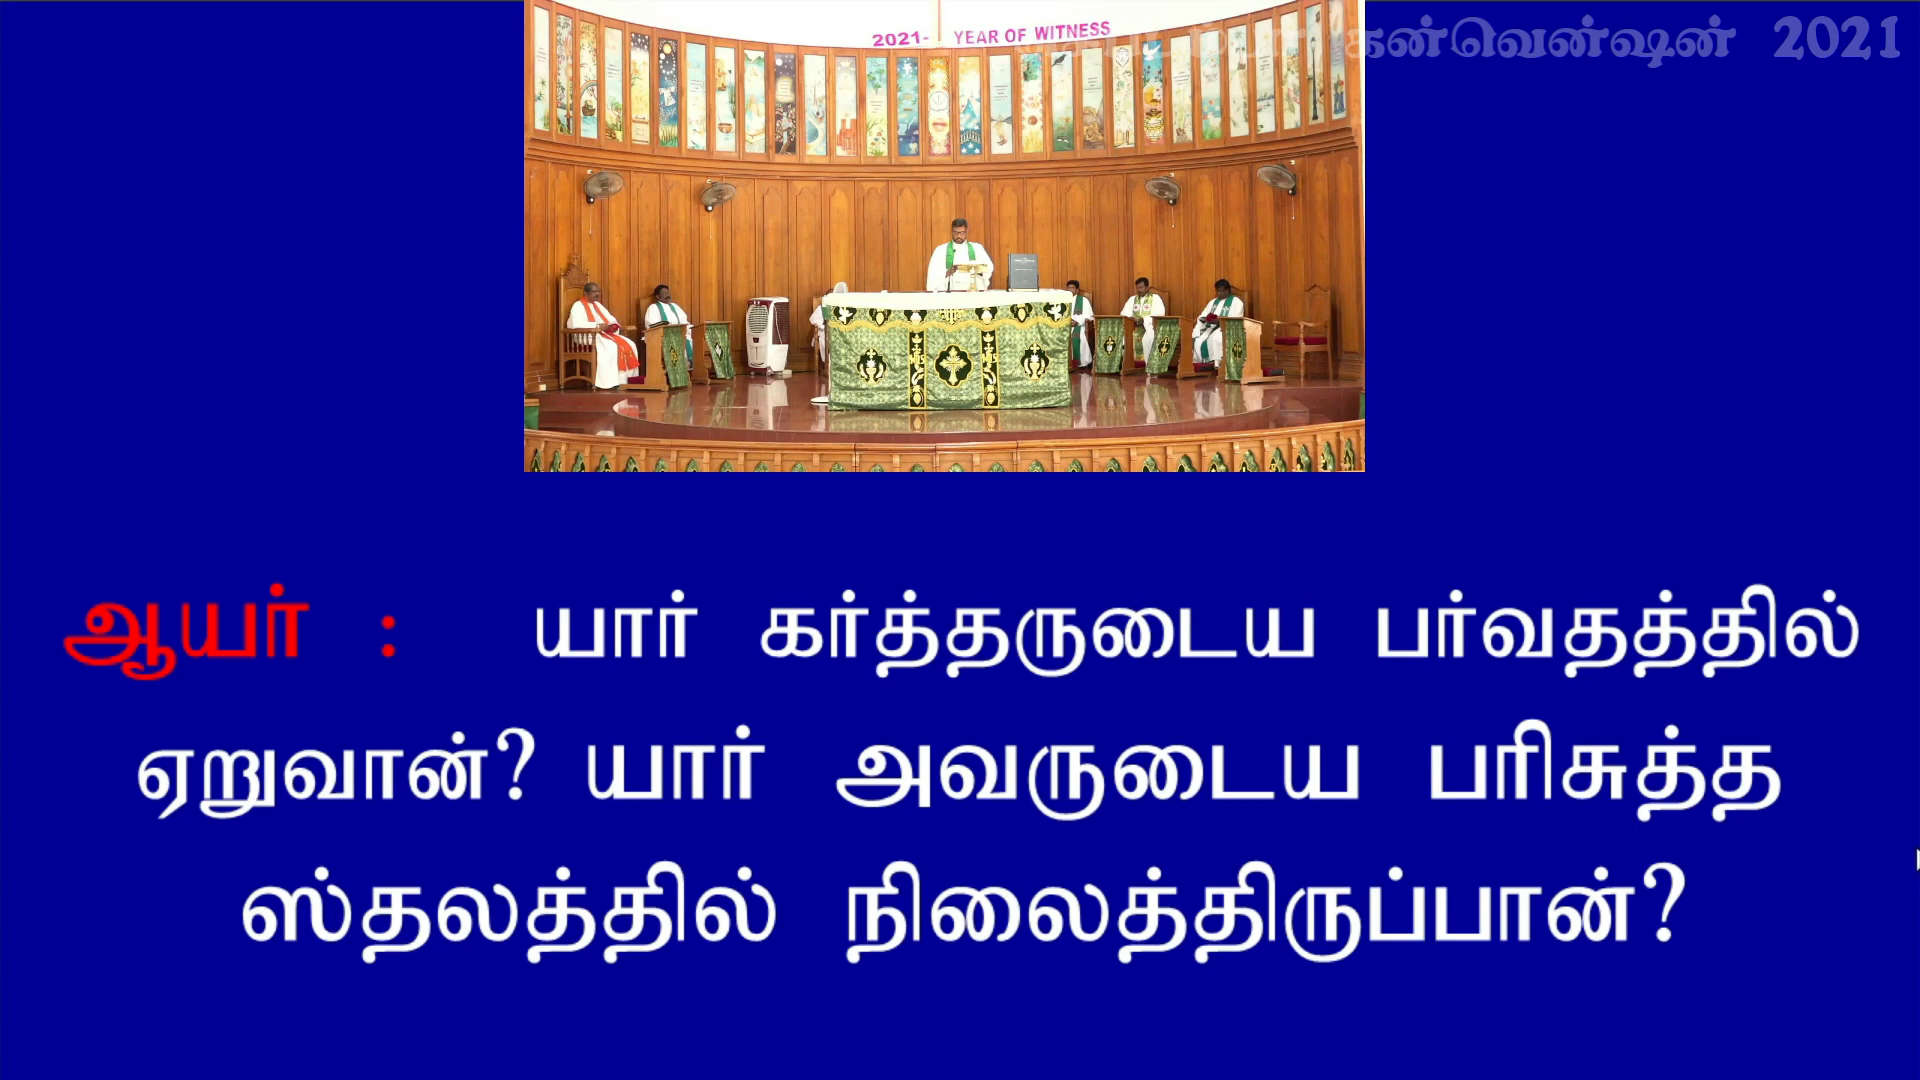 2021- YEAR OF WITNESS
கன்வென்ஷன் 2021
ஆயர் : யார் கர்த்தருடைய பர்வதத்தில்
ஏறுவான்? யார் அவருடைய பரிசுத்த
ஸ்தலத்தில் நிலைத்திருப்பான்?